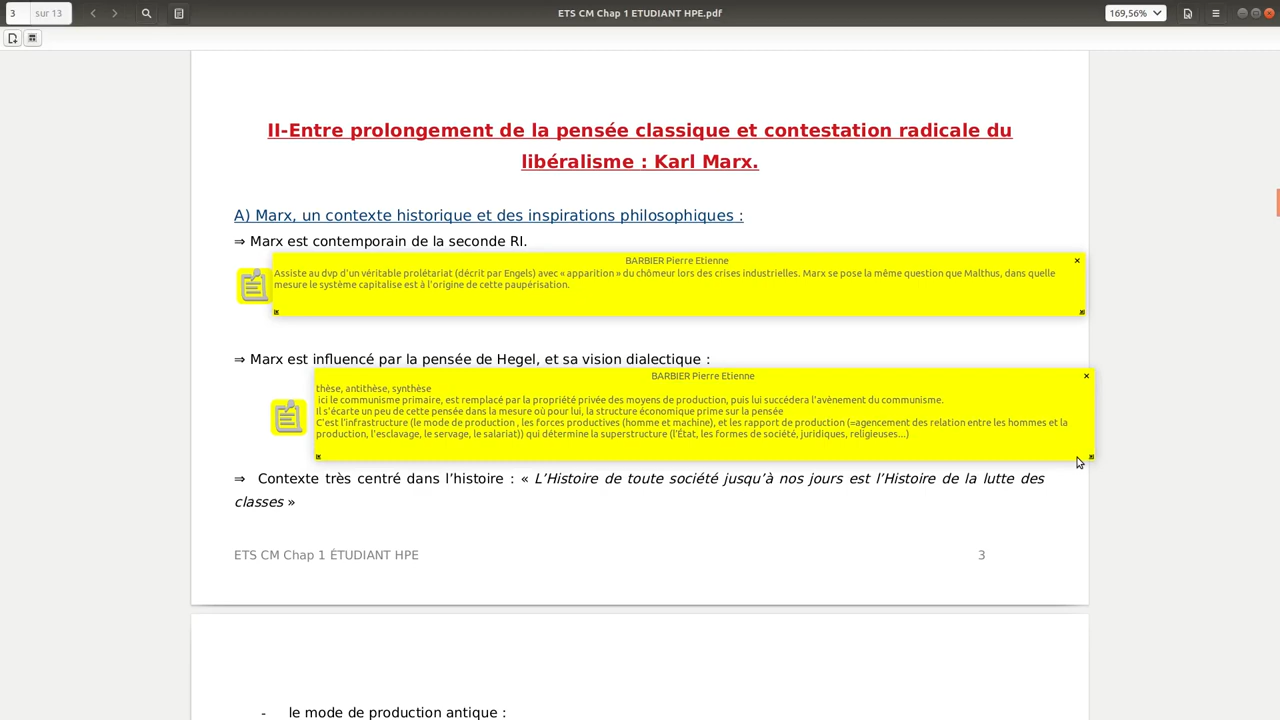 3 sur 13 ETS CM Chap 1 ETUDIANT HPE.pdf 169,56%
II-Entre prolongement de la pensée classique et contestation radicale du
libéralisme : Karl Marx.
A) Marx, un contexte historique et des inspirations philosophiques :
⇒ Marx est contemporain de la seconde RI.
BARBIER Pierre Etienne
Assiste au dvp d'un véritable prolétariat (décrit par Engels) avec « apparition » du chômeur lors des crises industrielles. Marx se pose la même question que Malthus, dans quelle
mesure le système capitalise est à l'origine de cette paupérisation.
⇒ Marx est influencé par la pensée de Hegel, et sa vision dialectique :
BARBIER Pierre Etienne
thèse, antithèse, synthèse
ici le communisme primaire, est remplacé par la propriété privée des moyens de production, puis lui succédera l'avènement du communisme.
Il s'écarte un peu de cette pensée dans la mesure où pour lui, la structure économique prime sur la pensée
C'est l'infrastructure (le mode de production , les forces productives (homme et machine), et les rapport de production (=agencement des relation entre les hommes et la
production, l'esclavage, le servage, le salariat)) qui détermine la superstructure (l'État, les formes de société, juridiques, religieuses...)
⇒ Contexte très centré dans l’histoire : « L’Histoire de toute société jusqu’à nos jours est l’Histoire de la lutte des
classes »
ETS CM Chap 1 ÉTUDIANT HPE 3
- le mode de production antique :